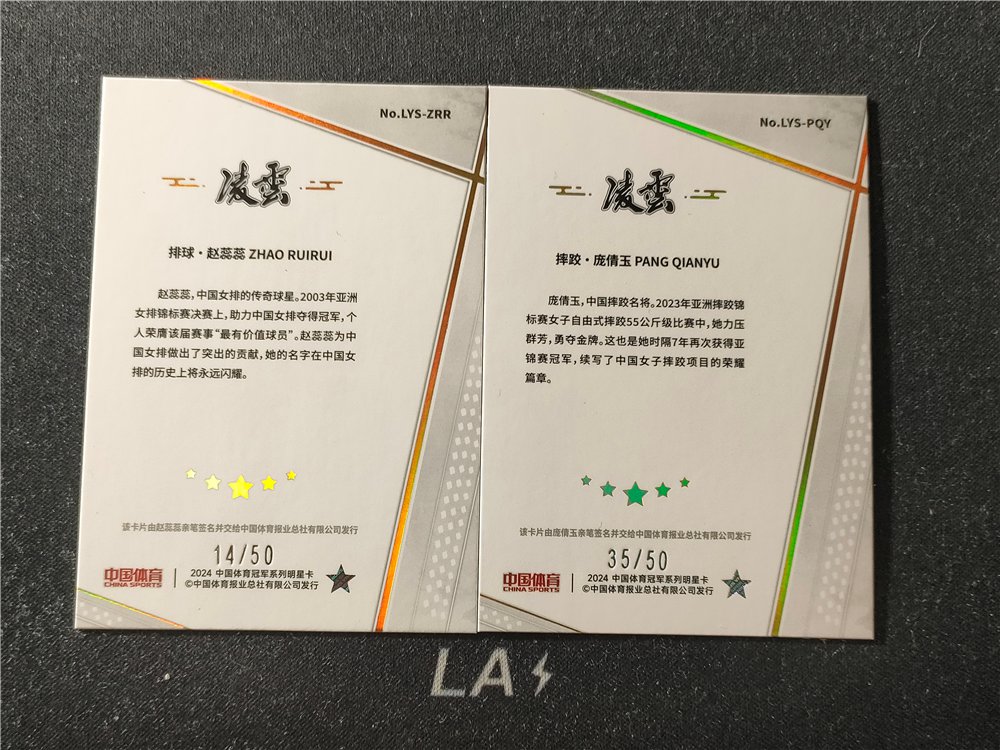 No.LYS-ZRR
凌雲
排球·赵蕊蕊 ZHAO RUIRUI
赵蕊蕊,中国女排的传奇球星。2003年亚洲
女排锦标赛决赛上,助力中国女排夺得冠军,个
人荣膺该届赛事“最有价值球员”。赵蕊蕊为中
国女排做出了突出的贡献,她的名字在中国女
排的历史上将永远闪耀。
该卡片由赵蕊蕊亲笔签名并交给中国体育报业总社有限公司发行
14/50
中国体育
CHINA SPORTS
2024 中国体育冠军系列明星卡
©中国体育报业总社有限公司发行
No.LYS-PQY
凌雲
摔跤·庞倩玉 PANG QIANYU
庞倩玉,中国摔跤名将。2023年亚洲摔跤锦
标赛女子自由式摔跤55公斤级比赛中,她力压
群芳,勇夺金牌。这也是她时隔7年再次获得亚
锦赛冠军,续写了中国女子摔跤项目的荣耀
篇章。
该卡片由庞倩玉亲笔签名并交给中国体育报业总社有限公司发行
35/50
中国体育
CHINA SPORTS
2024 中国体育冠军系列明星卡
©中国体育报业总社有限公司发行
LA